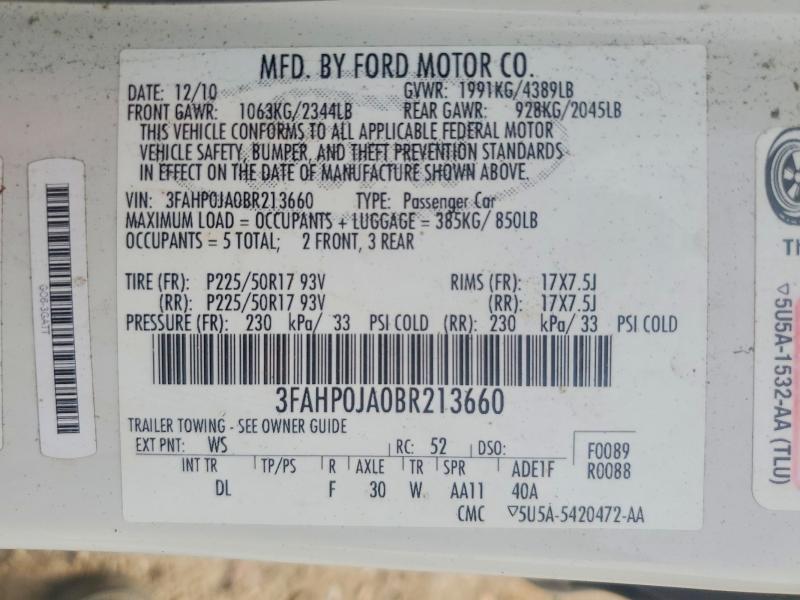 MFD. BY FORD MOTOR CO.
DATE: 12/10 GVWR: 1991KG/4389LB
FRONT GAWR: 1063KG/2344LB REAR GAWR: 928KG/2045LB
THIS VEHICLE CONFORMS TO ALL APPLICABLE FEDERAL MOTOR
VEHICLE SAFETY, BUMPER, AND THEFT PREVENTION STANDARDS
IN EFFECT ON THE DATE OF MANUFACTURE SHOWN ABOVE.
VIN: 3FAHP0JA0BR213660 TYPE: Passenger Car
MAXIMUM LOAD = OCCUPANTS + LUGGAGE = 385KG/ 850LB
OCCUPANTS = 5 TOTAL; 2 FRONT, 3 REAR
TIRE (FR): P225/50R17 93V RIMS (FR): 17X7.5J
(RR): P225/50R17 93V (RR): 17X7.5J
PRESSURE (FR): 230 kPa/ 33 PSI COLD (RR): 230 kPa/ 33 PSI COLD
3FAHP0JA0BR213660
TRAILER TOWING - SEE OWNER GUIDE
EXT PNT: WS RC: 52 DSO: F0089
INT TR TP/PS R AXLE TR SPR ADE1F R0088
DL F 30 W AA11 40A
CMC ▽5U5A-5420472-AA
TH
▽5U5A-1532-AA (TLU)